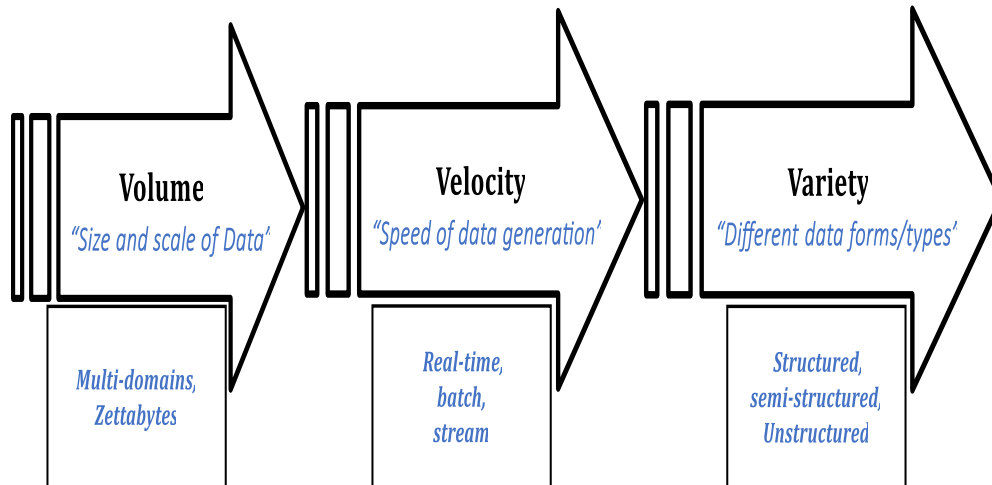 Volume
“Size and scale of Data”
Multi-domains,
Zettabytes
Velocity
“Speed of data generation”
Real-time,
batch,
stream
Variety
“Different data forms/types”
Structured,
semi-structured,
Unstructured